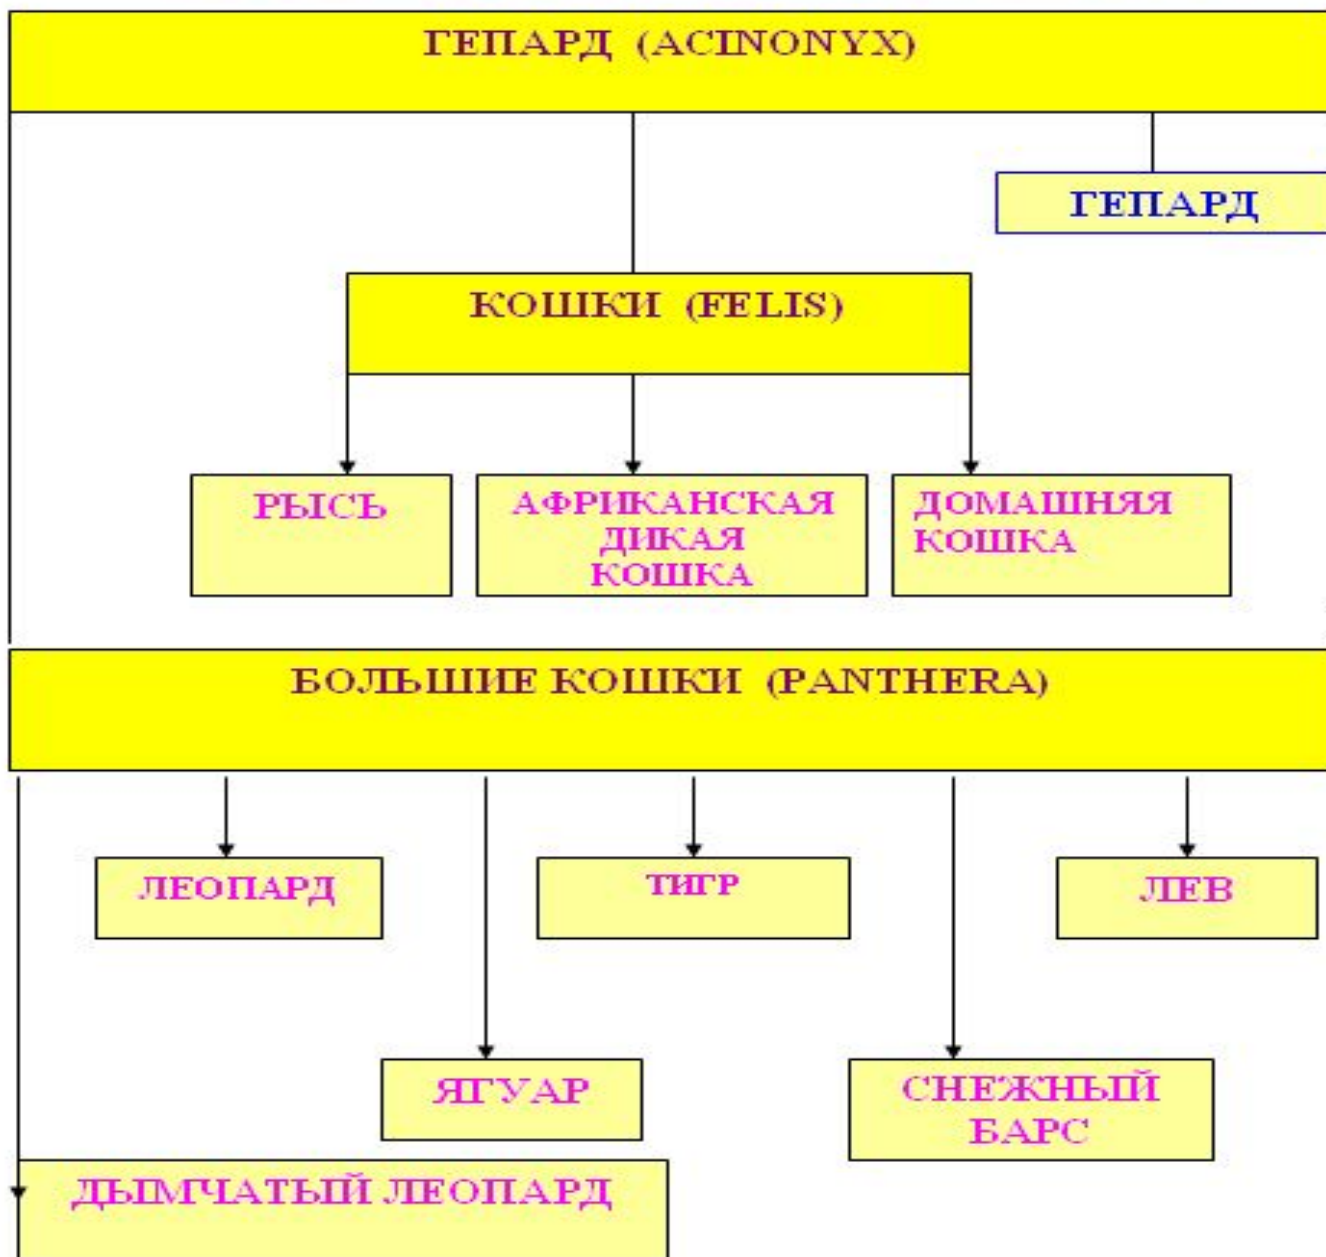 ГЕПАРД (ACINONYX)
ГЕПАРД
КОШКИ (FELIS)
РЫСЬ
АФРИКАНСКАЯ
ДИКАЯ
КОШКА
ДОМАШНЯЯ
КОШКА
БОЛЬШИЕ КОШКИ (PANTHERA)
ЛЕОПАРД
ТИГР
ЛЕВ
ЯГУАР
СНЕЖНЫЙ
БАРС
ДЫМЧАТЫЙ ЛЕОПАРД